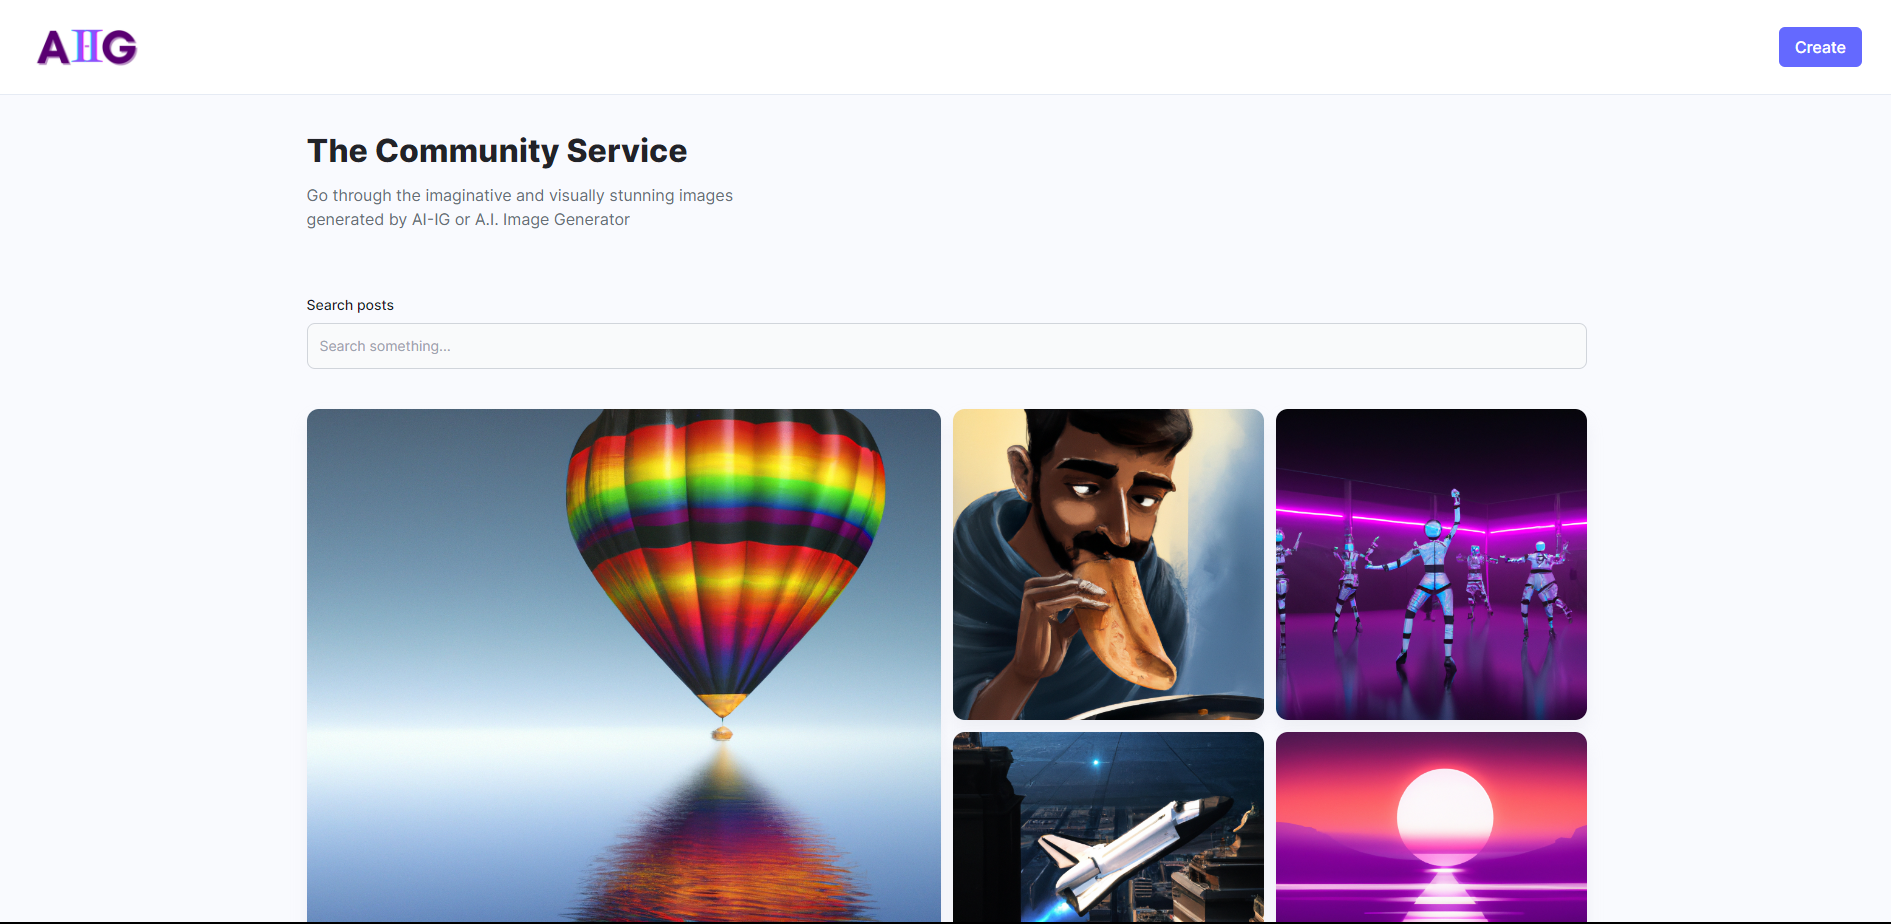 AIIG
Create
The Community Service
Go through the imaginative and visually stunning images
generated by AI-IG or A.I. Image Generator
Search posts
Search something...